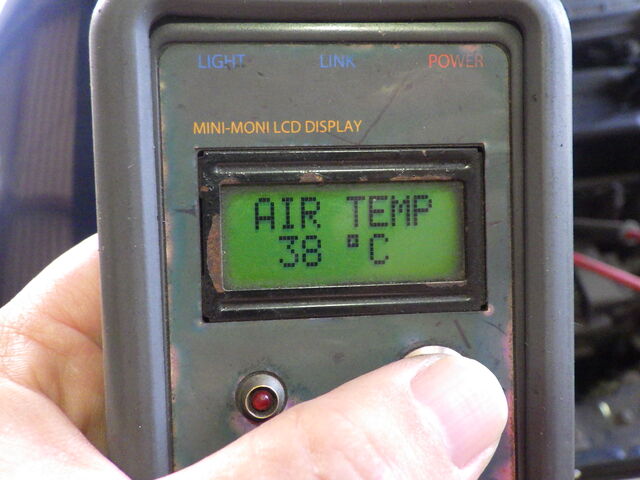 LIGHT LINK POWER
MINI-MONI LCD DISPLAY
AIR TEMP
38 °C